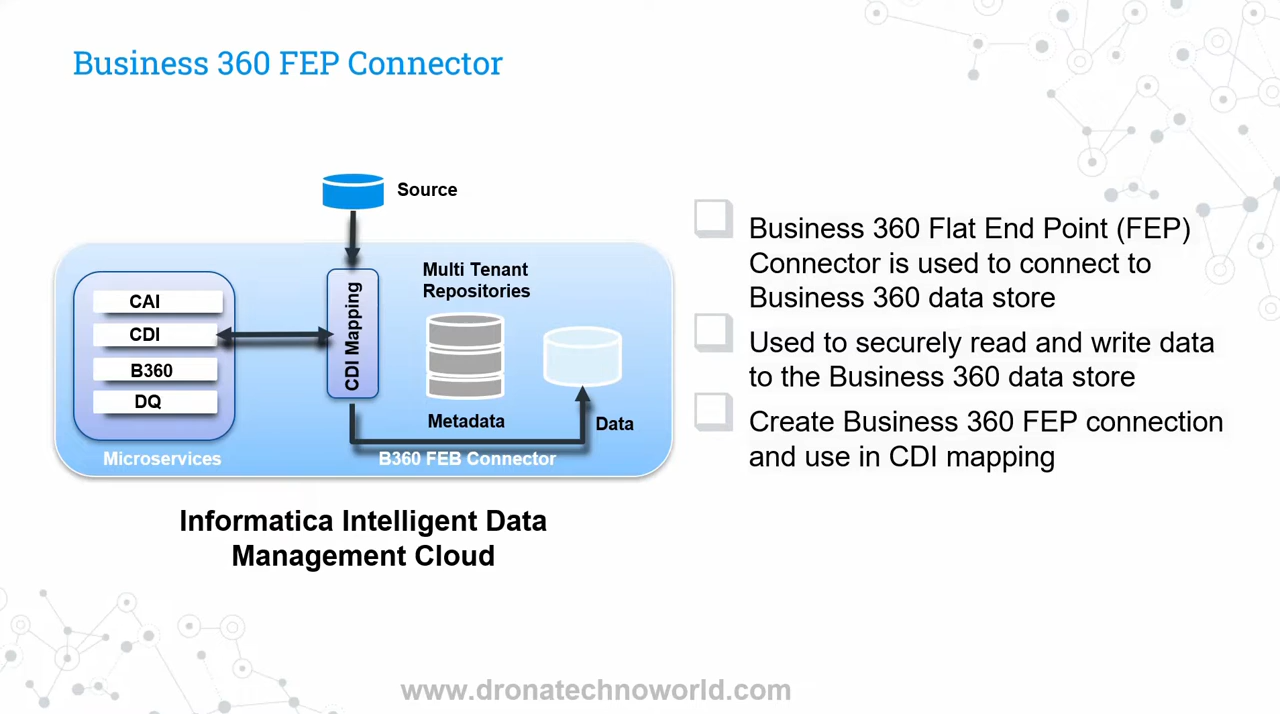 Business 360 FEP Connector
Source
Multi Tenant
Repositories
CAI
CDI
B360
DQ
Microservices
CDI Mapping
Metadata
Data
B360 FEB Connector
Informatica Intelligent Data
Management Cloud
Business 360 Flat End Point (FEP)
Connector is used to connect to
Business 360 data store
Used to securely read and write data
to the Business 360 data store
Create Business 360 FEP connection
and use in CDI mapping
www.dronatechnoworld.com